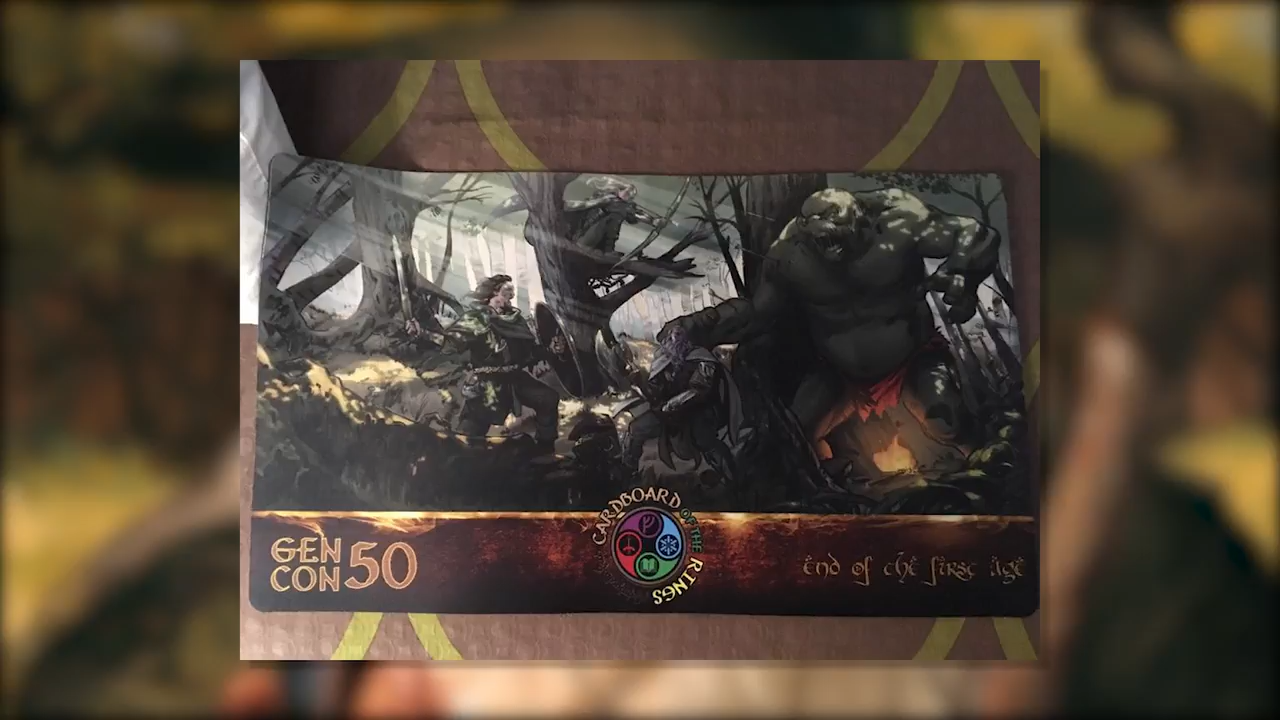 GEN
CON 50
CARDBOARD OF THE RINGS
end of the first age